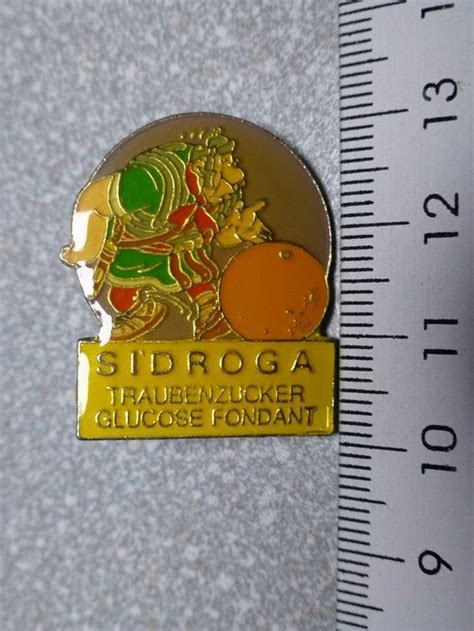 SIDROGA
TRAUBENZUCKER
GLUCOSE FONDANT
13
12
11
10
9